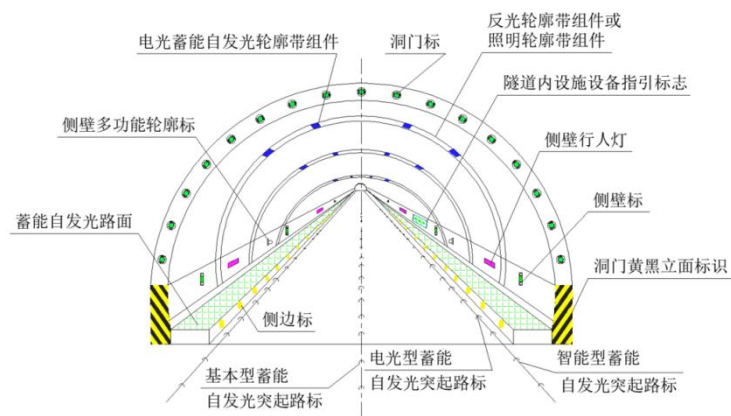 电光蓄能自发光轮廓带组件
洞门标
反光轮廓带组件或
照明轮廓带组件
隧道内设施设备指引标志
侧壁多功能轮廓标
侧壁行人灯
蓄能自发光路面
侧壁标
洞门黄黑立面标识
侧边标
基本型蓄能
自发光突起路标
电光型蓄能
自发光突起路标
智能型蓄能
自发光突起路标